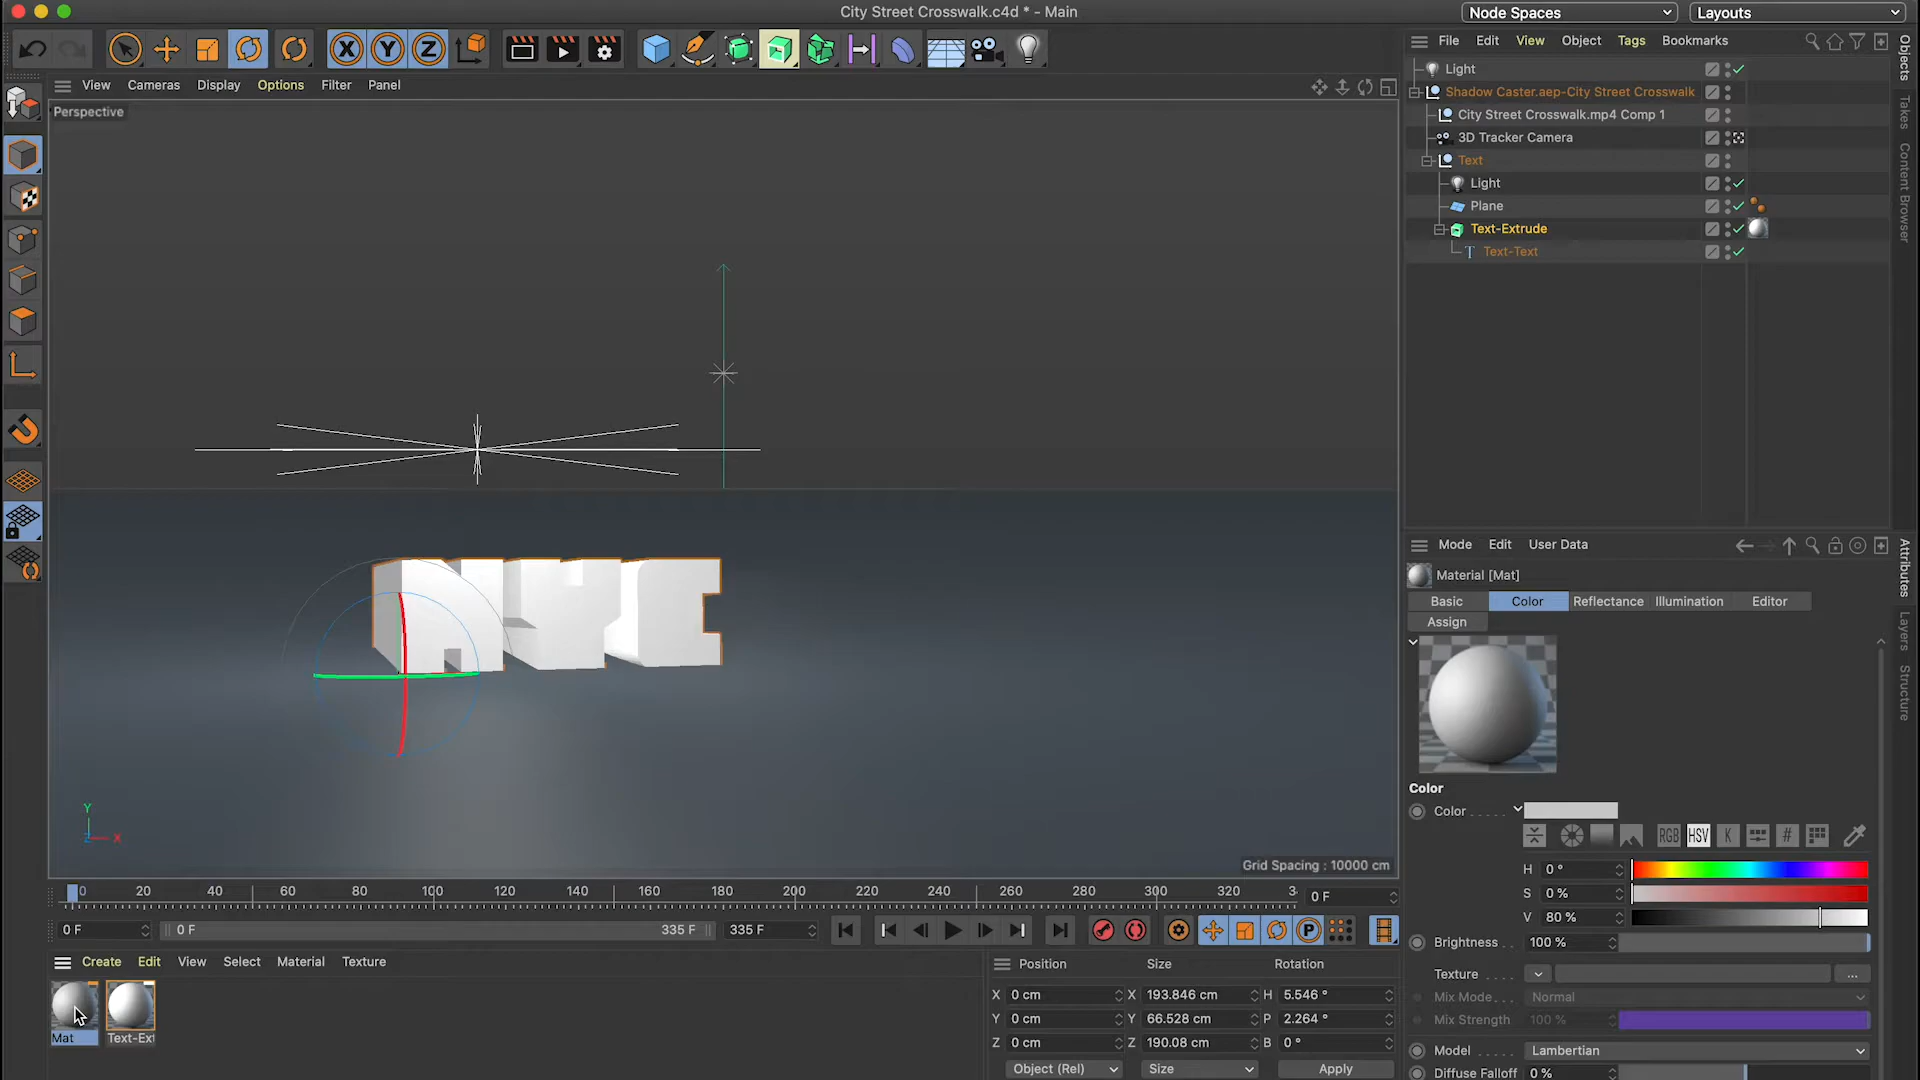 City Street Crosswalk.c4d * - Main
Node Spaces
Layouts
X Y Z
File Edit View Object Tags Bookmarks
View Cameras Display Options Filter Panel
Perspective
Light
Shadow Caster.aep-City Street Crosswalk
City Street Crosswalk.mp4 Comp 1
3D Tracker Camera
Text
Light
Plane
Text-Extrude
Text-Text
Objects
Takes
Content Browser
NYC
Y
Z X
Grid Spacing : 10000 cm
Mode Edit User Data
Material [Mat]
Basic Color Reflectance Illumination Editor
Assign
Attributes
Layers
Structure
Color
Color
RGB HSV K #
H 0 °
S 0 %
V 80 %
Brightness 100 %
Texture ...
Mix Mode Normal
Mix Strength 100 %
Model Lambertian
Diffuse Falloff 0 %
0 20 40 60 80 100 120 140 160 180 200 220 240 260 280 300 320 3
0 F
0 F 0 F 335 F 335 F
P
Create Edit View Select Material Texture
Mat
Text-Ext
Position Size Rotation
X 0 cm X 193.846 cm H 5.546 °
Y 0 cm Y 66.528 cm P 2.264 °
Z 0 cm Z 190.08 cm B 0 °
Object (Rel) Size Apply